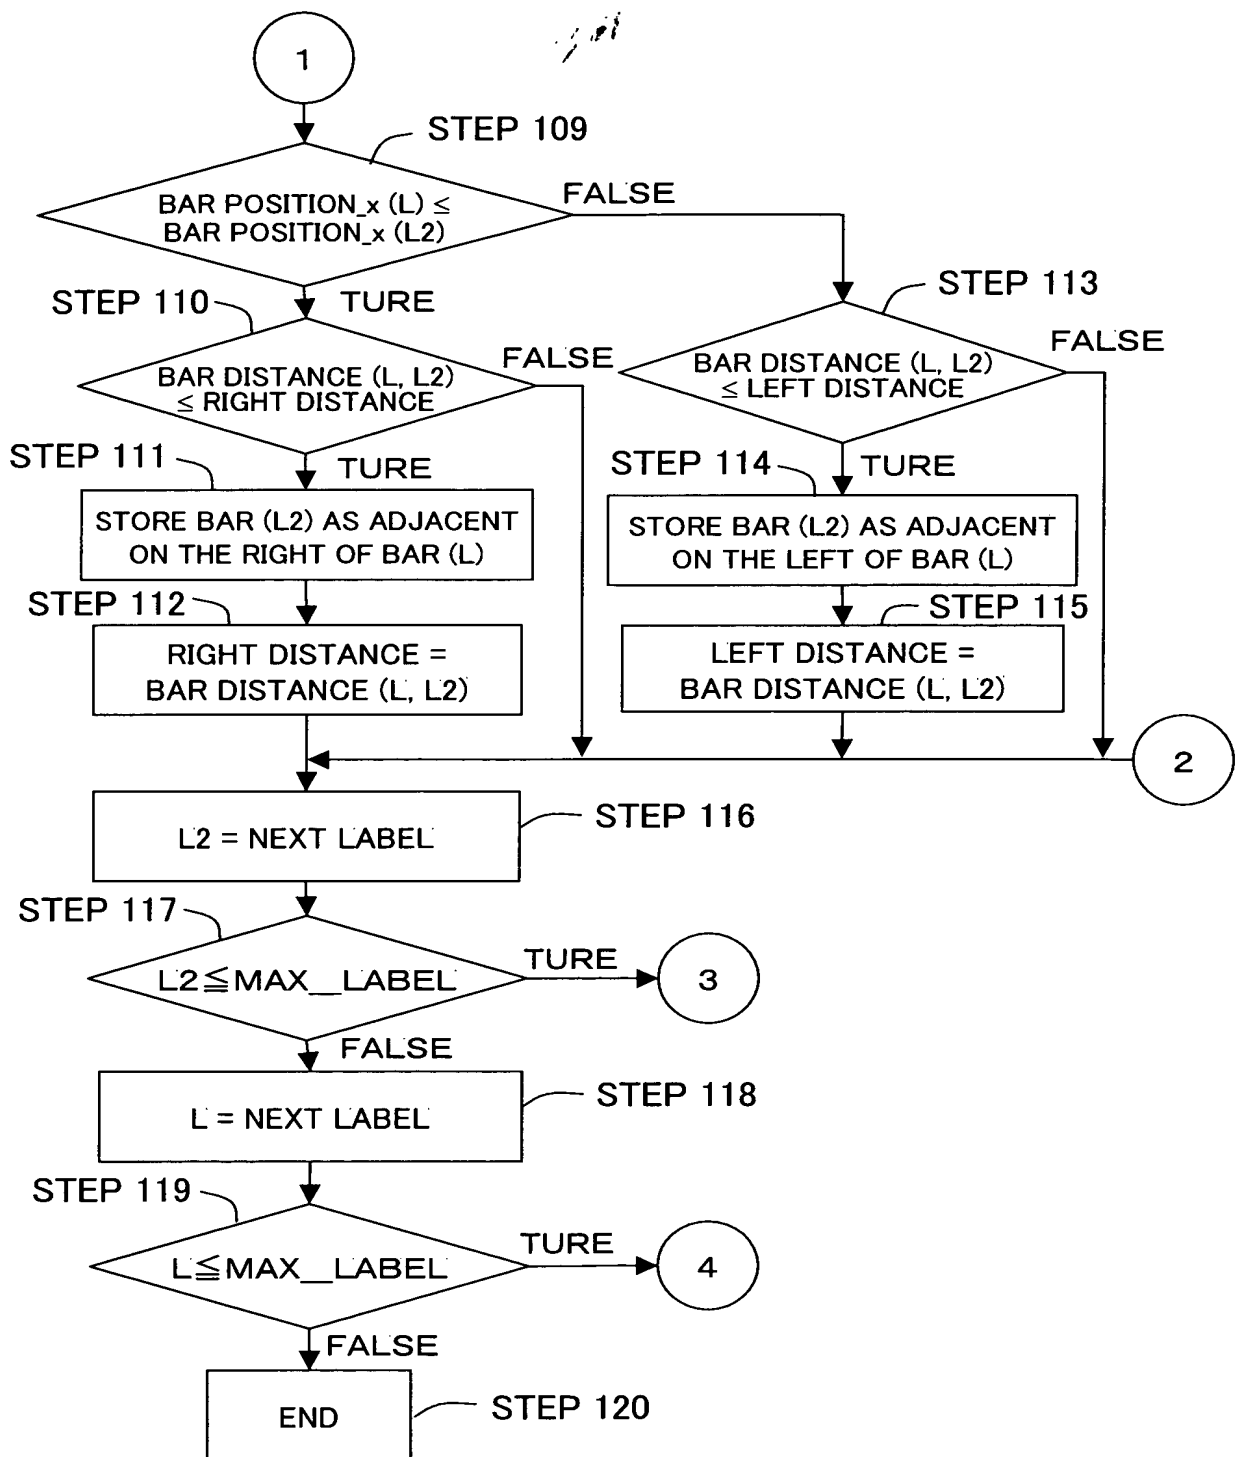 1
STEP 109
BAR POSITION_x (L) ≤
BAR POSITION_x (L2)
FALSE
TURE
STEP 110
BAR DISTANCE (L, L2)
≤ RIGHT DISTANCE
FALSE
STEP 113
BAR DISTANCE (L, L2)
≤ LEFT DISTANCE
FALSE
TURE
STEP 111
STORE BAR (L2) AS ADJACENT
ON THE RIGHT OF BAR (L)
TURE
STEP 114
STORE BAR (L2) AS ADJACENT
ON THE LEFT OF BAR (L)
STEP 112
RIGHT DISTANCE =
BAR DISTANCE (L, L2)
STEP 115
LEFT DISTANCE =
BAR DISTANCE (L, L2)
2
L2 = NEXT LABEL
STEP 116
STEP 117
L2≦MAX__LABEL
TURE
3
FALSE
L = NEXT LABEL
STEP 118
STEP 119
L≦MAX__LABEL
TURE
4
FALSE
END
STEP 120